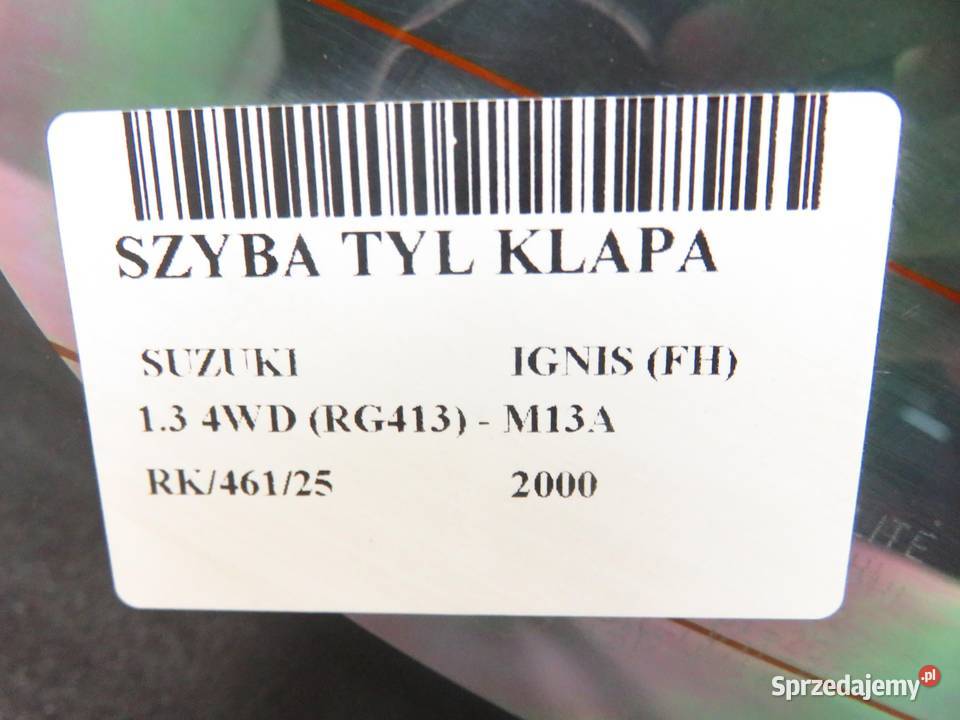 SZYBA TYL KLAPA
SUZUKI IGNIS (FH)
1.3 4WD (RG413) - M13A
RK/461/25 2000
Sprzedajemy.pl